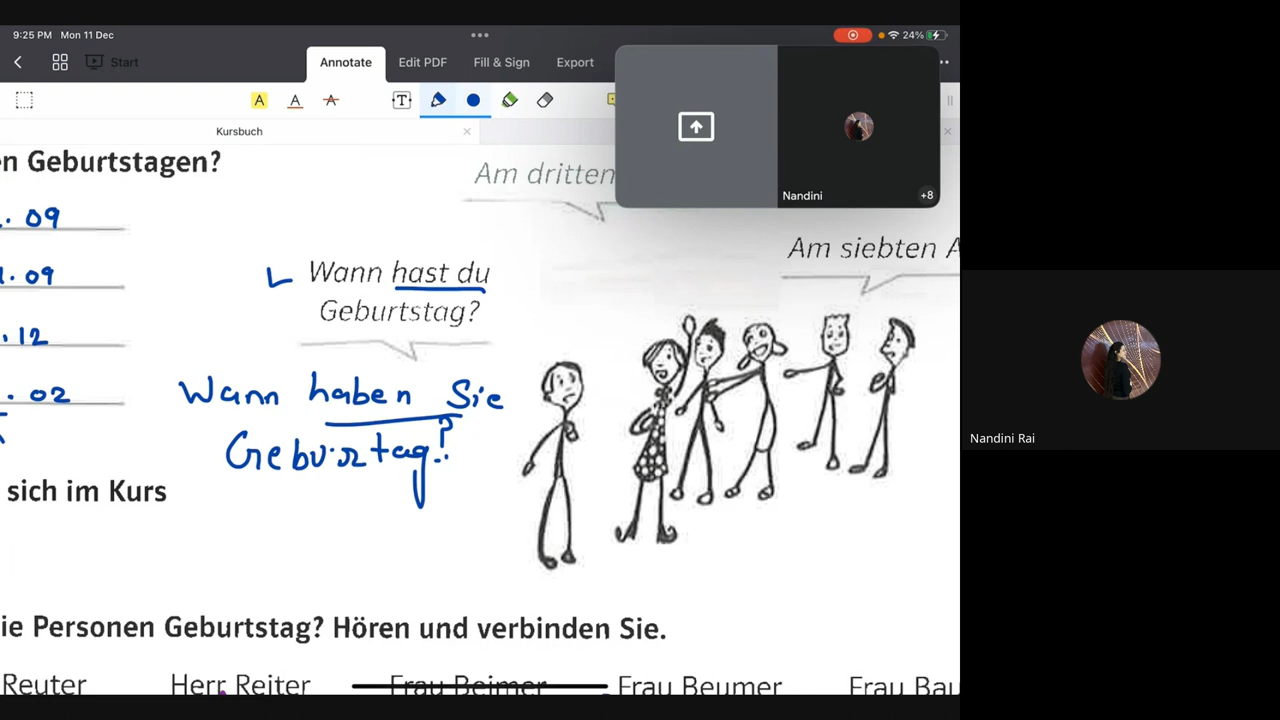 9:25 PM Mon 11 Dec
24%
Start
Annotate
Edit PDF
Fill & Sign
Export
A A A T
Kursbuch
Nandini
+8
en Geburtstagen?
. 09
. 09
. 12
. 02
Am dritten
Am siebten A
Wann hast du
Geburtstag?
Wann haben Sie
Geburtstag?
sich im Kurs
ie Personen Geburtstag? Hören und verbinden Sie.
Reuter
Herr Reiter
Frau Beimer
Frau Beumer
Frau Bau
Nandini Rai